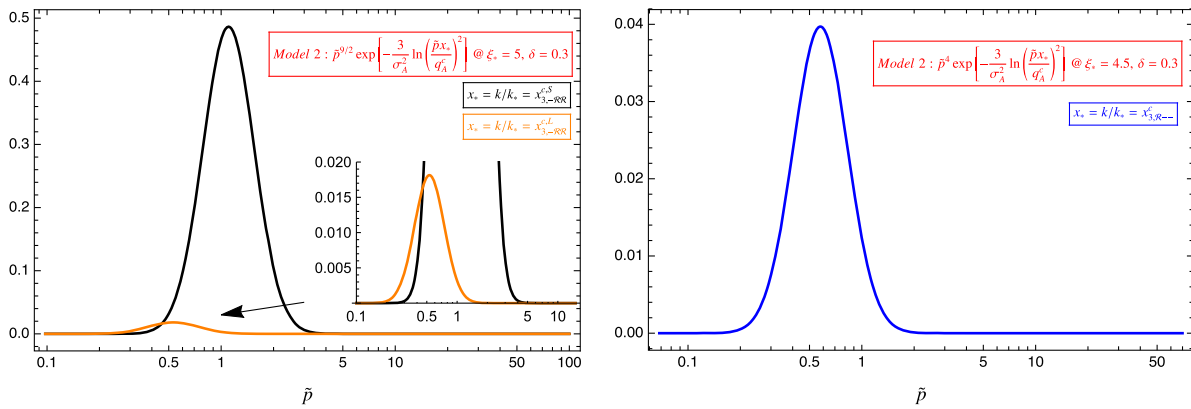 Model 2 : p̃^{9/2} exp[-3/σ_A^2 ln(p̃x_*/q_A^c)^2] @ ξ_* = 5, δ = 0.3
x_* = k/k_* = x_{3,-ℛℛ}^{c,S}
x_* = k/k_* = x_{3,-ℛℛ}^{c,L}
0.5
0.4
0.3
0.2
0.1
0.0
0.1 0.5 1 5 10 50 100
p̃
0.020
0.015
0.010
0.005
0.000
0.1 0.5 1 5 10
Model 2 : p̃^4 exp[-3/σ_A^2 ln(p̃x_*/q_A^c)^2] @ ξ_* = 4.5, δ = 0.3
x_* = k/k_* = x_{3,ℛ--}^c
0.04
0.03
0.02
0.01
0.00
0.1 0.5 1 5 10 50
p̃